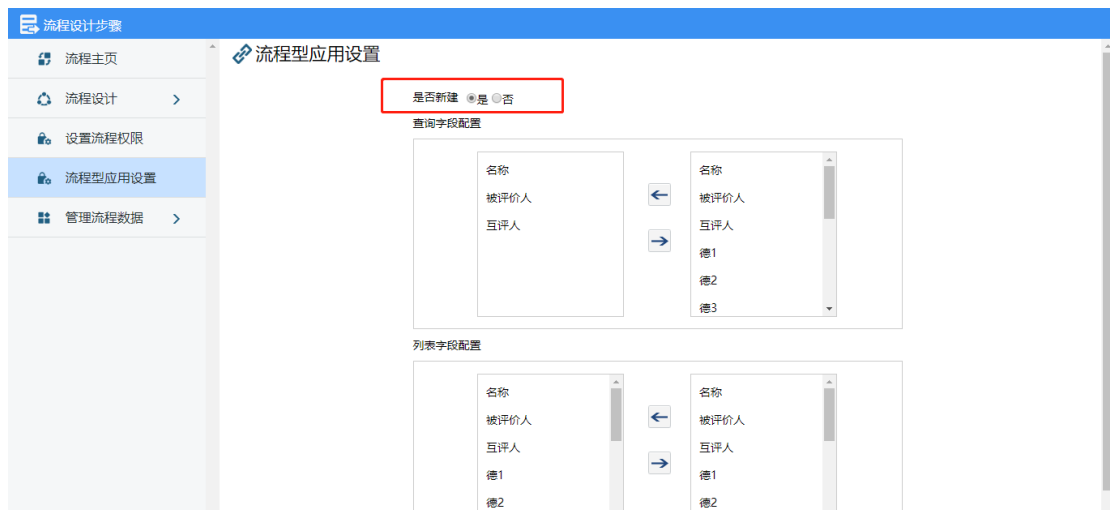 流程设计步骤
流程主页
流程设计
设置流程权限
流程型应用设置
管理流程数据
流程型应用设置
是否新建 是 否
查询字段配置
名称
被评价人
互评人
名称
被评价人
互评人
德1
德2
德3
列表字段配置
名称
被评价人
互评人
德1
德2
名称
被评价人
互评人
德1
德2